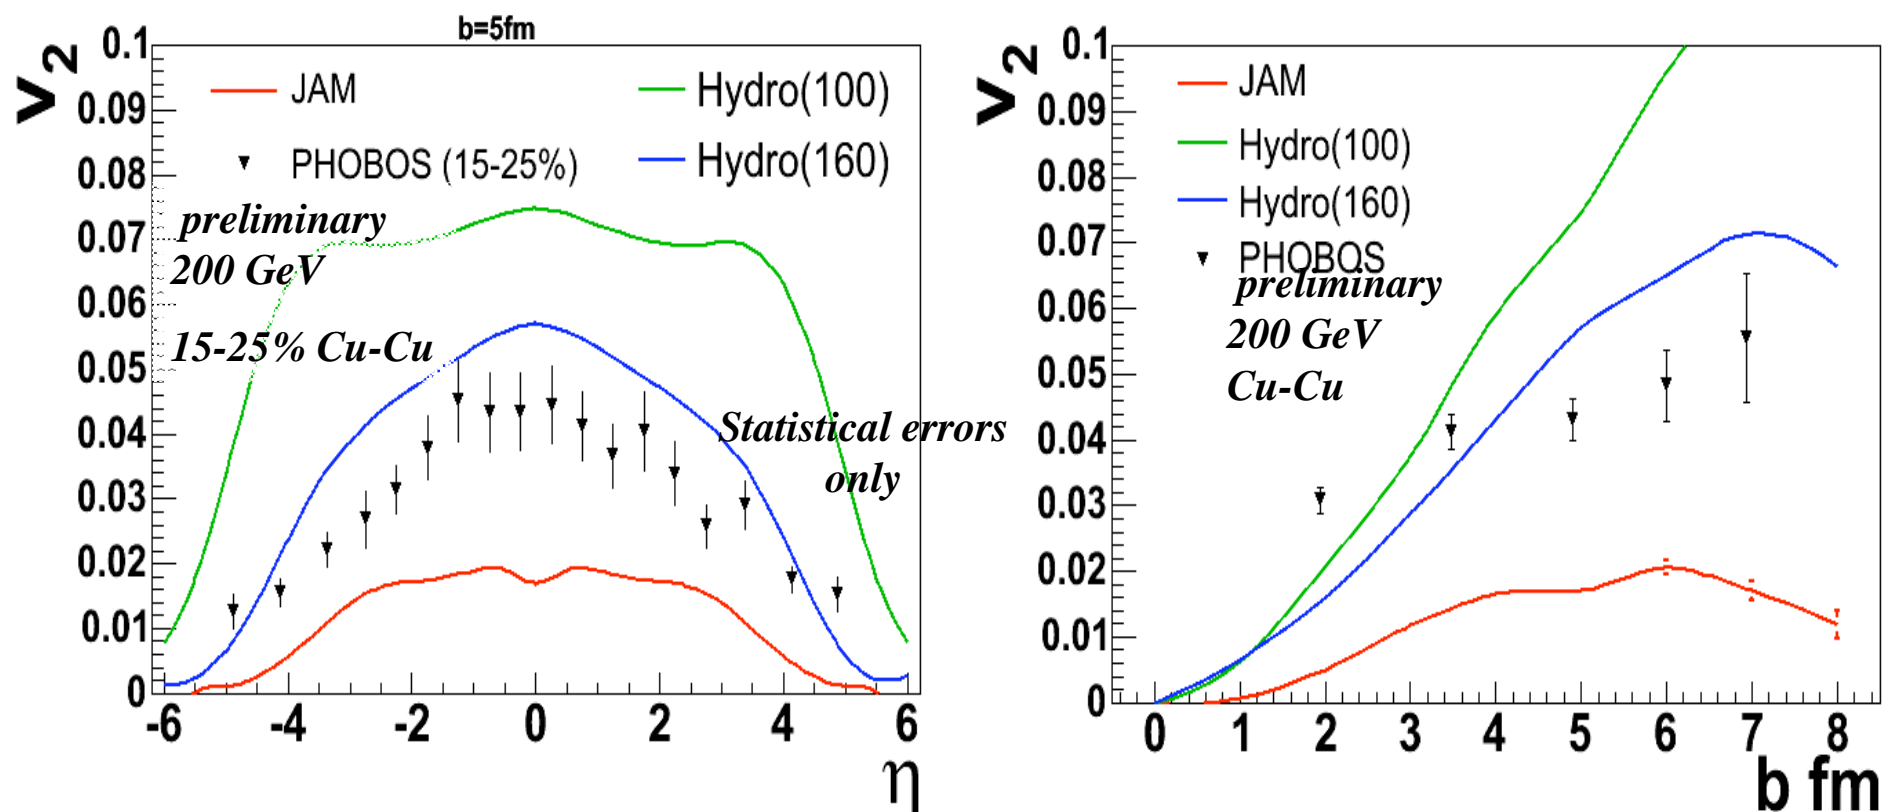 b=5fm
v2
0.1
0.09
0.08
0.07
0.06
0.05
0.04
0.03
0.02
0.01
0
JAM
PHOBOS (15-25%)
Hydro(100)
Hydro(160)
preliminary
200 GeV
15-25% Cu-Cu
Statistical errors
only
-6 -4 -2 0 2 4 6
η
v2
0.1
0.09
0.08
0.07
0.06
0.05
0.04
0.03
0.02
0.01
0
JAM
Hydro(100)
Hydro(160)
PHOBOS
preliminary
200 GeV
Cu-Cu
0 1 2 3 4 5 6 7 8
b fm